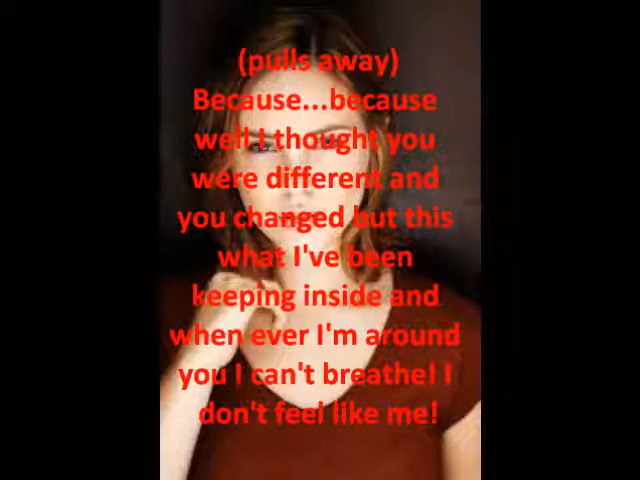 (pulls away)
Because...because
well I thought you
were different and
you changed but this
what I've been
keeping inside and
when ever I'm around
you I can't breathe! I
don't feel like me!